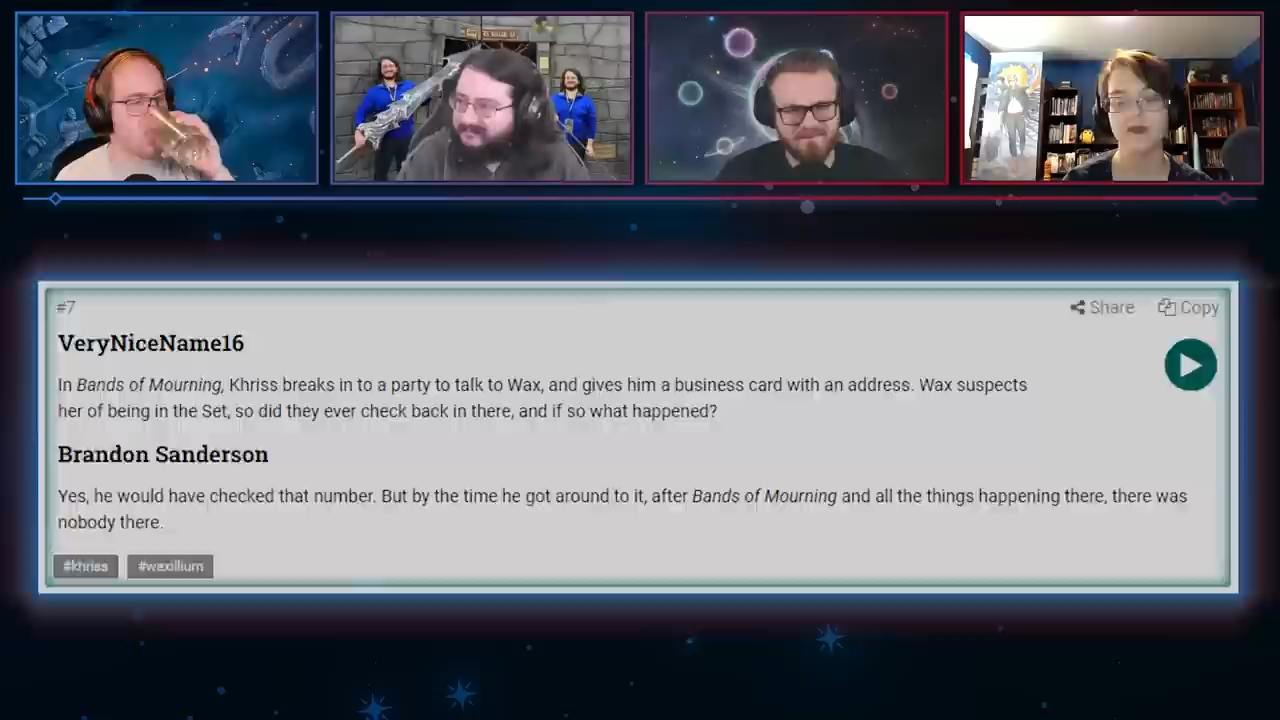 #7
Share
Copy
VeryNiceName16
In Bands of Mourning, Khriss breaks in to a party to talk to Wax, and gives him a business card with an address. Wax suspects
her of being in the Set, so did they ever check back in there, and if so what happened?
Brandon Sanderson
Yes, he would have checked that number. But by the time he got around to it, after Bands of Mourning and all the things happening there, there was
nobody there.
#khriss
#waxillium